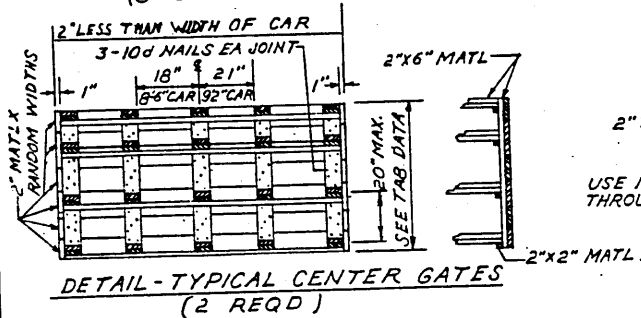 2" LESS THAN WIDTH OF CAR
3-10d NAILS EA JOINT
℄
18" 21"
1" 8'-6" CAR 9'2" CAR 1"
2" MATL X
RANDOM WIDTHS
20" MAX.
SEE TAB. DATA
2"X6" MATL
2"
USE
THROU
2"X2" MATL
DETAIL-TYPICAL CENTER GATES
(2 REQD)